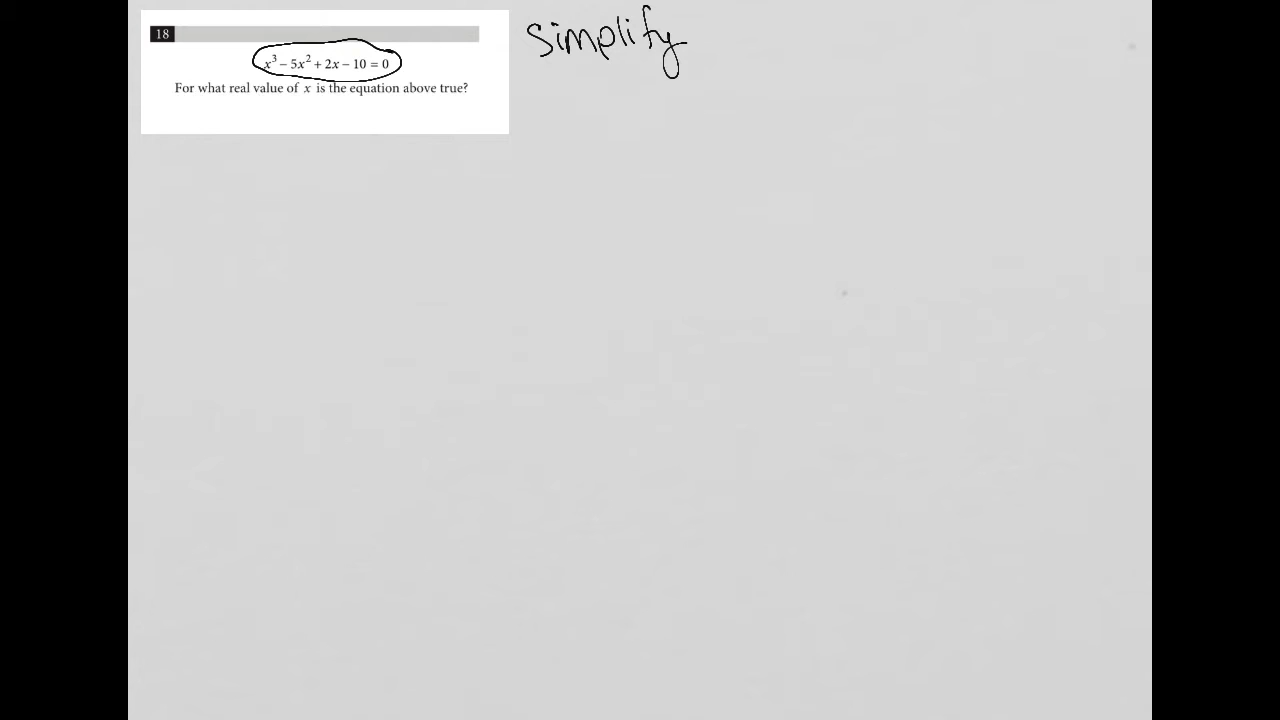 18
simplify
x³ − 5x² + 2x − 10 = 0
For what real value of x is the equation above true?